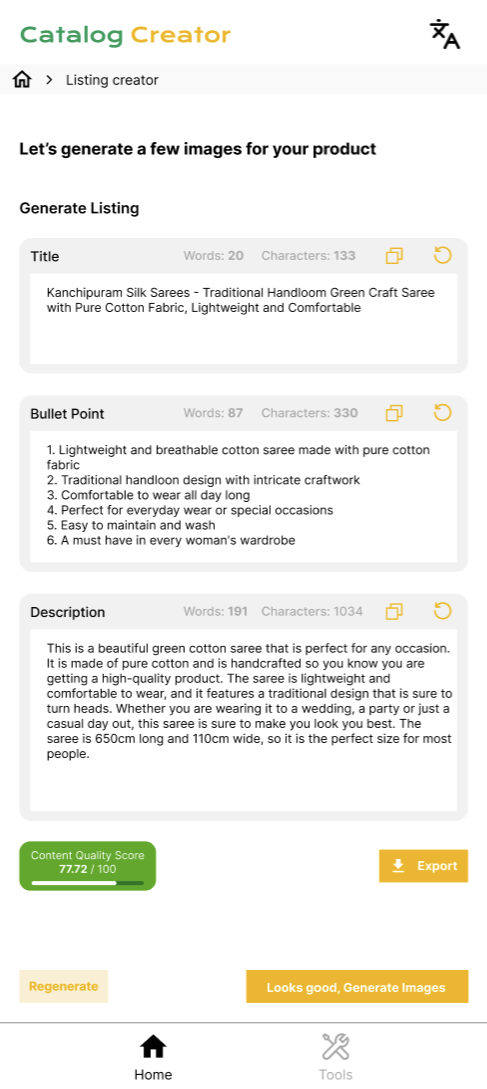 Catalog Creator
Listing creator
Let's generate a few images for your product
Generate Listing
Title Words: 20 Characters: 133
Kanchipuram Silk Sarees - Traditional Handloom Green Craft Saree
with Pure Cotton Fabric, Lightweight and Comfortable
Bullet Point Words: 87 Characters: 330
1. Lightweight and breathable cotton saree made with pure cotton
fabric
2. Traditional handloon design with intricate craftwork
3. Comfortable to wear all day long
4. Perfect for everyday wear or special occasions
5. Easy to maintain and wash
6. A must have in every woman's wardrobe
Description Words: 191 Characters: 1034
This is a beautiful green cotton saree that is perfect for any occasion.
It is made of pure cotton and is handcrafted so you know you are
getting a high-quality product. The saree is lightweight and
comfortable to wear, and it features a traditional design that is sure to
turn heads. Whether you are wearing it to a wedding, a party or just a
casual day out, this saree is sure to make you look you best. The
saree is 650cm long and 110cm wide, so it is the perfect size for most
people.
Content Quality Score
77.72 / 100
Export
Regenerate
Looks good, Generate Images
Home
Tools